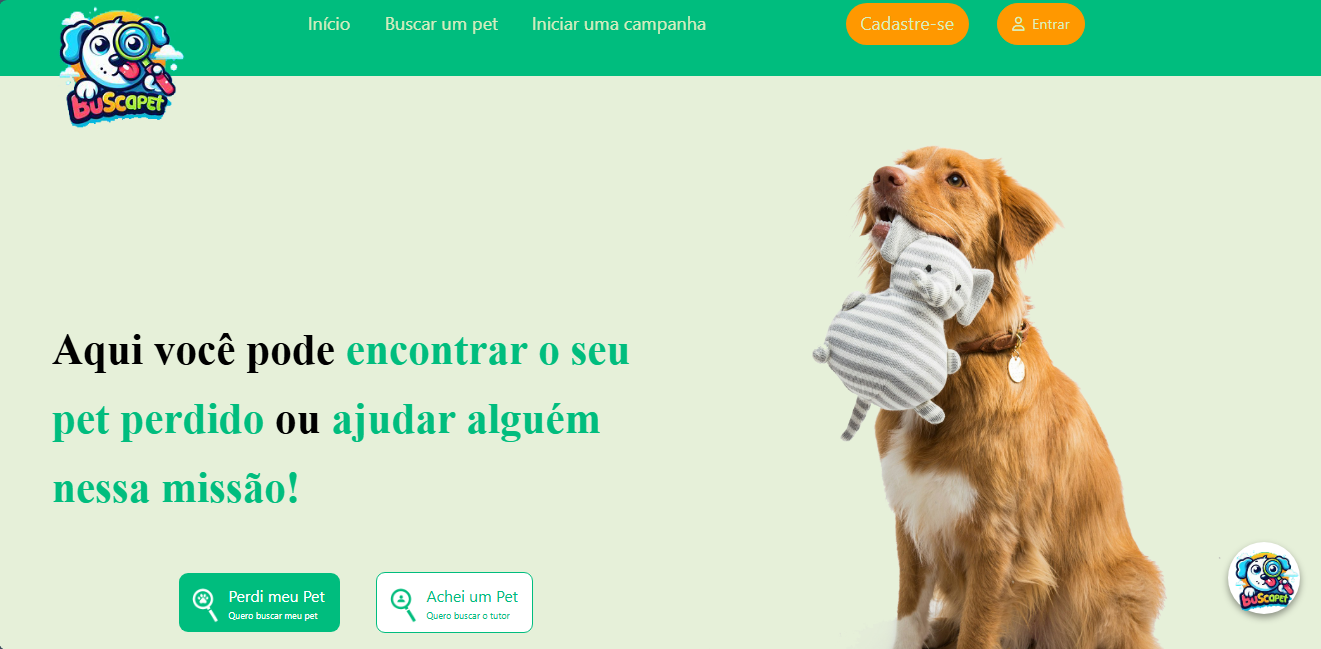 Início
Buscar um pet
Iniciar uma campanha
Cadastre-se
Entrar
buscapet
Aqui você pode encontrar o seu
pet perdido ou ajudar alguém
nessa missão!
Perdi meu Pet
Quero buscar meu pet
Achei um Pet
Quero buscar o tutor
buscapet